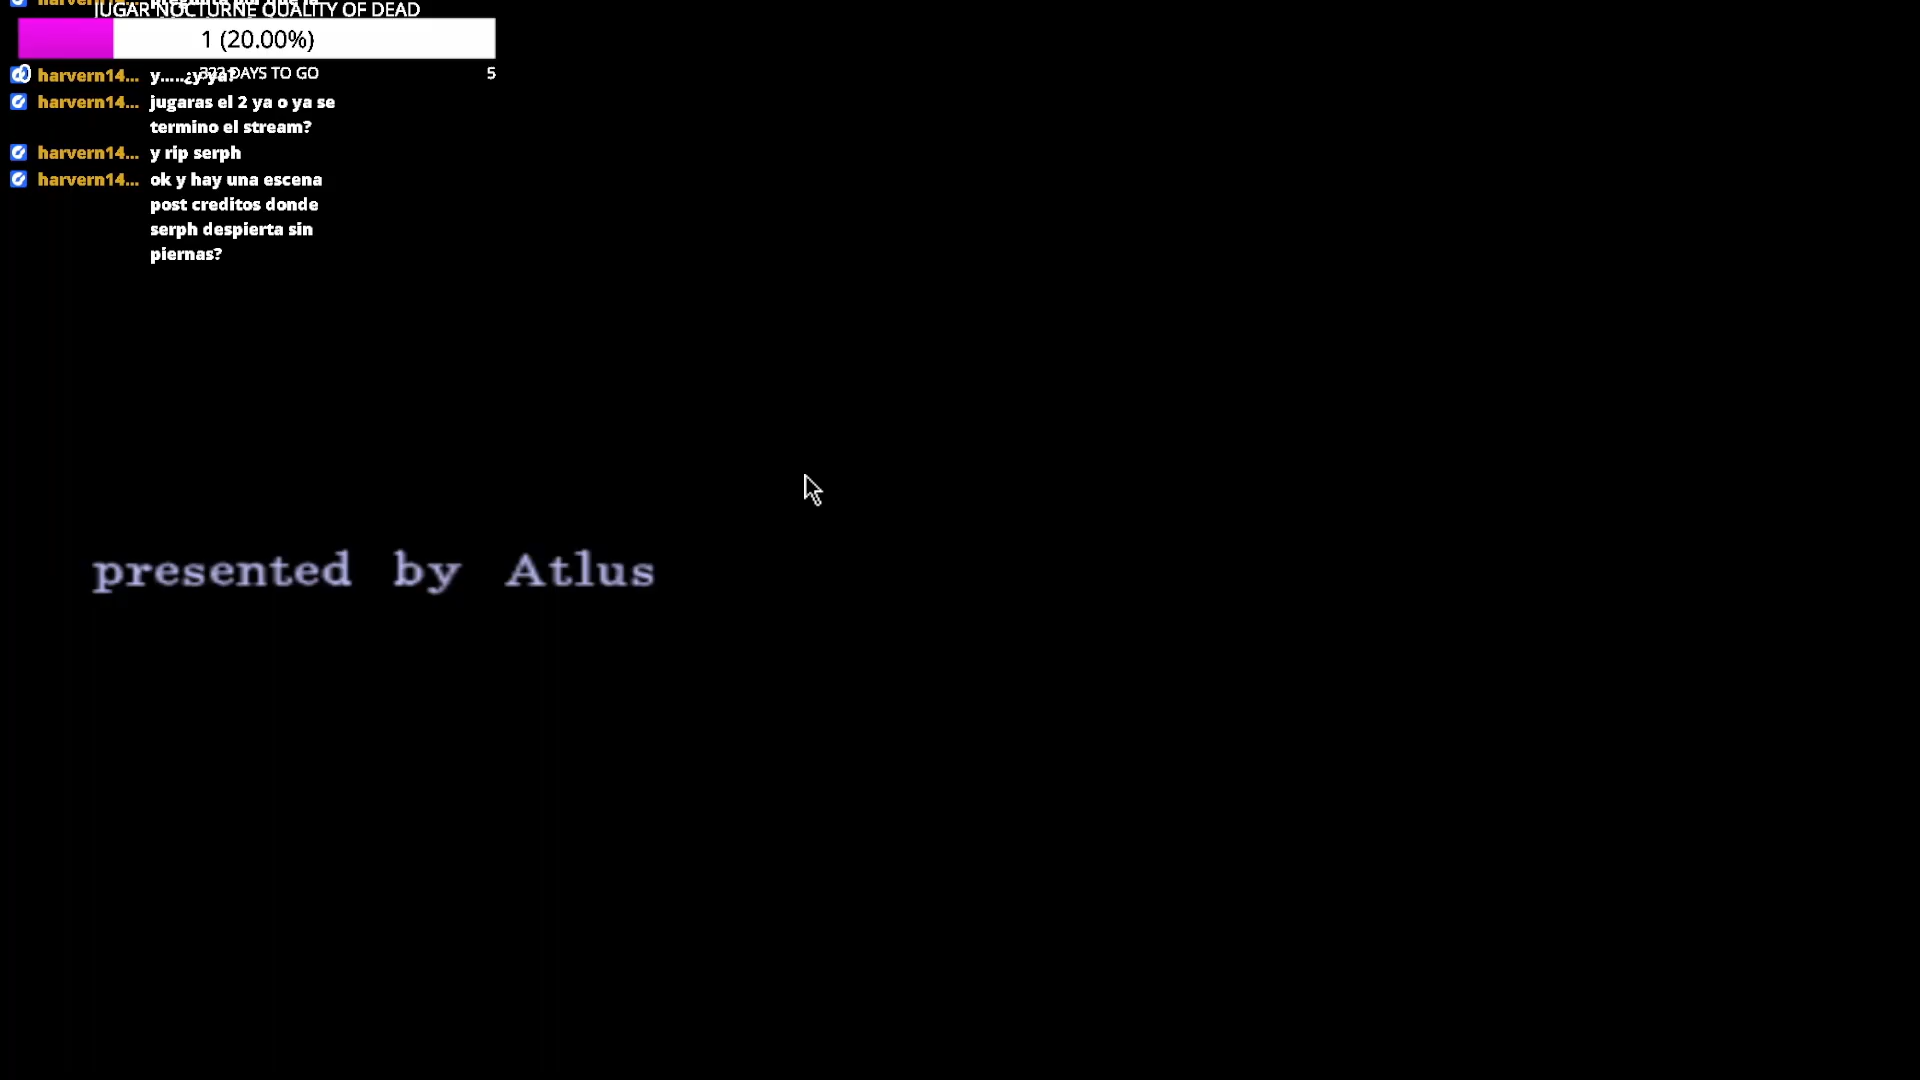 JUGAR NOCTURNE QUALITY OF DEAD
1 (20.00%)
DAYS TO GO
5
harvern14... y.....¿y ya?
harvern14... jugaras el 2 ya o ya se
termino el stream?
harvern14... y rip serph
harvern14... ok y hay una escena
post creditos donde
serph despierta sin
piernas?
presented by Atlus